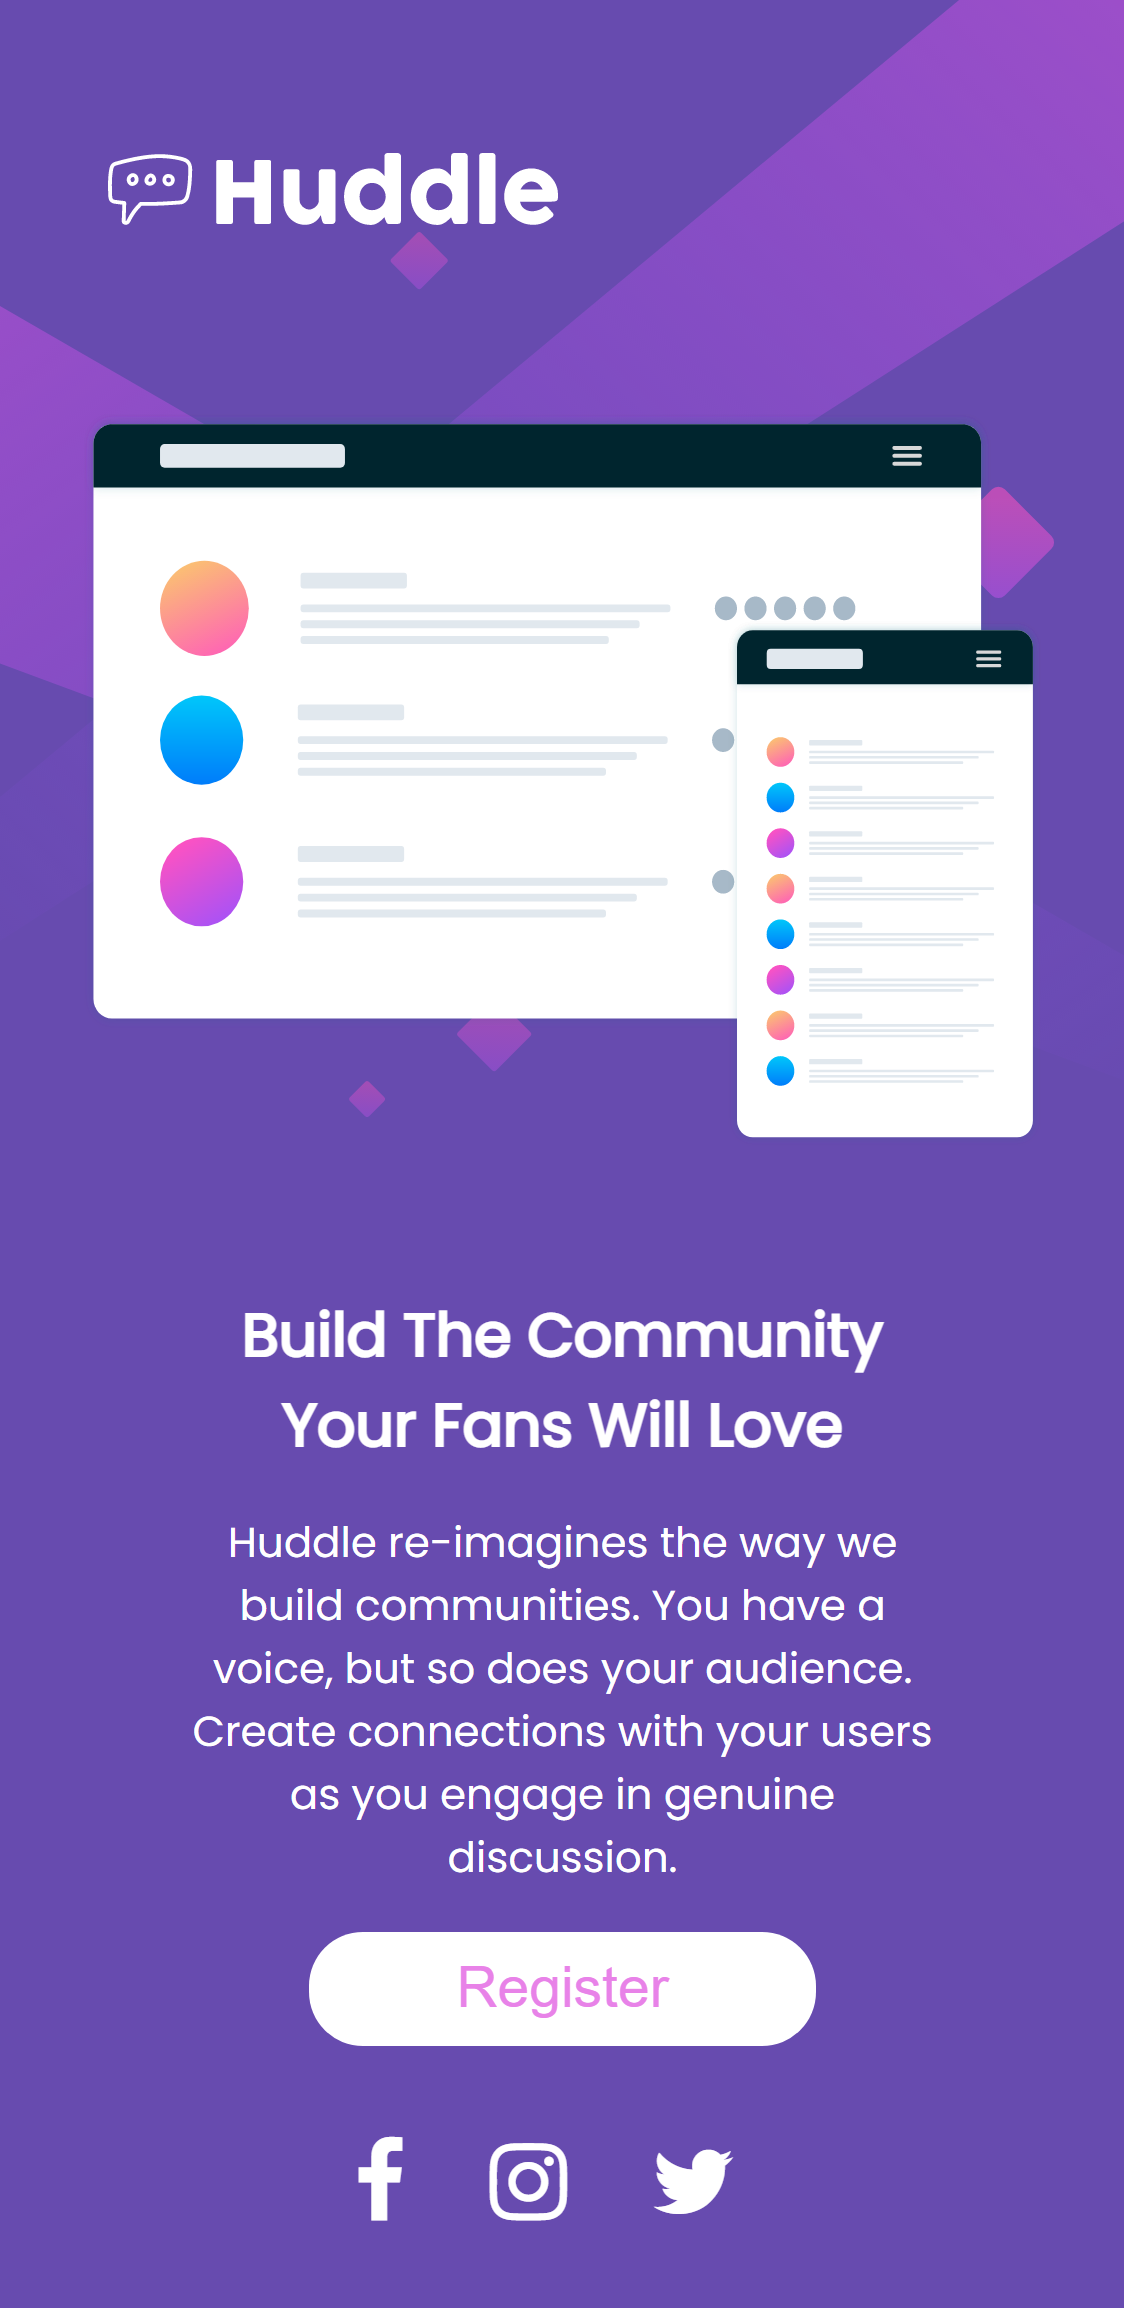 Huddle
Build The Community
Your Fans Will Love
Huddle re-imagines the way we
build communities. You have a
voice, but so does your audience.
Create connections with your users
as you engage in genuine
discussion.
Register